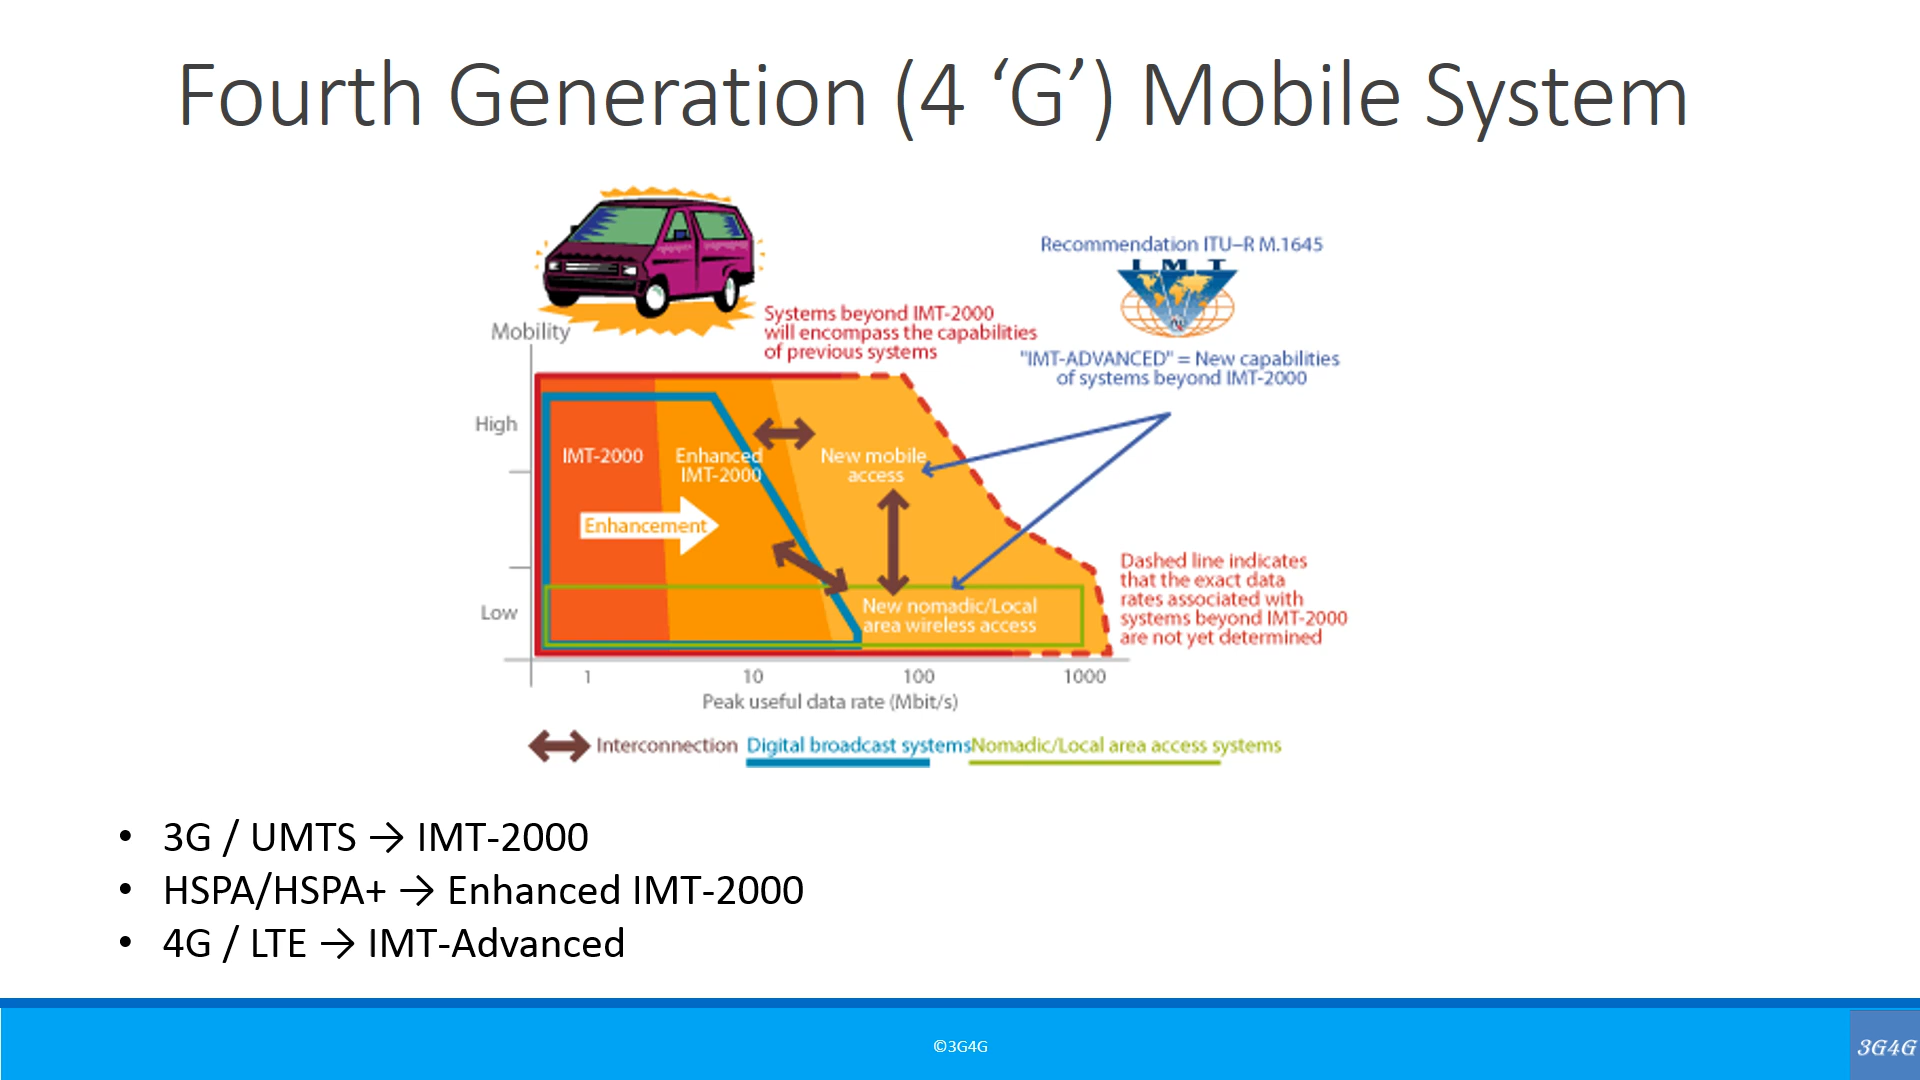 Fourth Generation (4 ‘G’) Mobile System
Recommendation ITU–R M.1645
IMT
Systems beyond IMT-2000
will encompass the capabilities
of previous systems
Mobility
"IMT-ADVANCED" = New capabilities
of systems beyond IMT-2000
High
IMT-2000
Enhanced
IMT-2000
New mobile
access
Enhancement
Dashed line indicates
that the exact data
rates associated with
systems beyond IMT-2000
are not yet determined
Low
New nomadic/Local
area wireless access
1 10 100 1000
Peak useful data rate (Mbit/s)
Interconnection Digital broadcast systems Nomadic/Local area access systems
• 3G / UMTS → IMT-2000
• HSPA/HSPA+ → Enhanced IMT-2000
• 4G / LTE → IMT-Advanced
©3G4G
3G4G